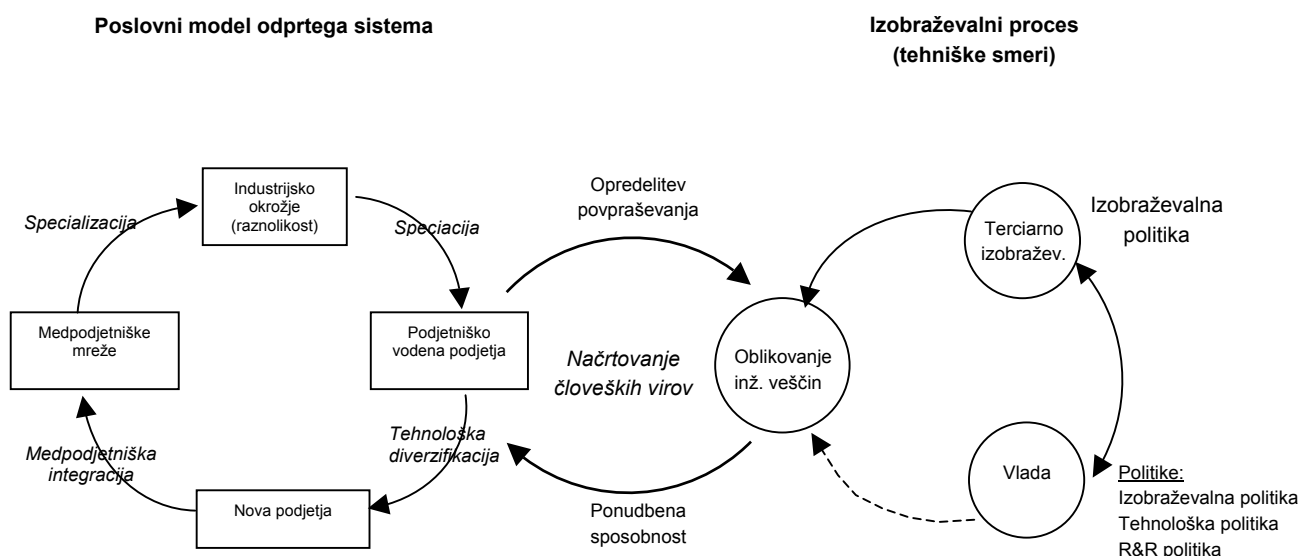 Poslovni model odprtega sistema
Izobraževalni proces
(tehniške smeri)
Industrijsko
okrožje
(raznolikost)
Specializacija
Speciacija
Opredelitev
povpraševanja
Terciarno
izobražev.
Izobraževalna
politika
Medpodjetniške
mreže
Podjetniško
vodena podjetja
Načrtovanje
človeških virov
Oblikovanje
inž. veščin
Medpodjetniška
integracija
Tehnološka
diverzifikacija
Nova podjetja
Ponudbena
sposobnost
Vlada
Politike:
Izobraževalna politika
Tehnološka politika
R&R politika